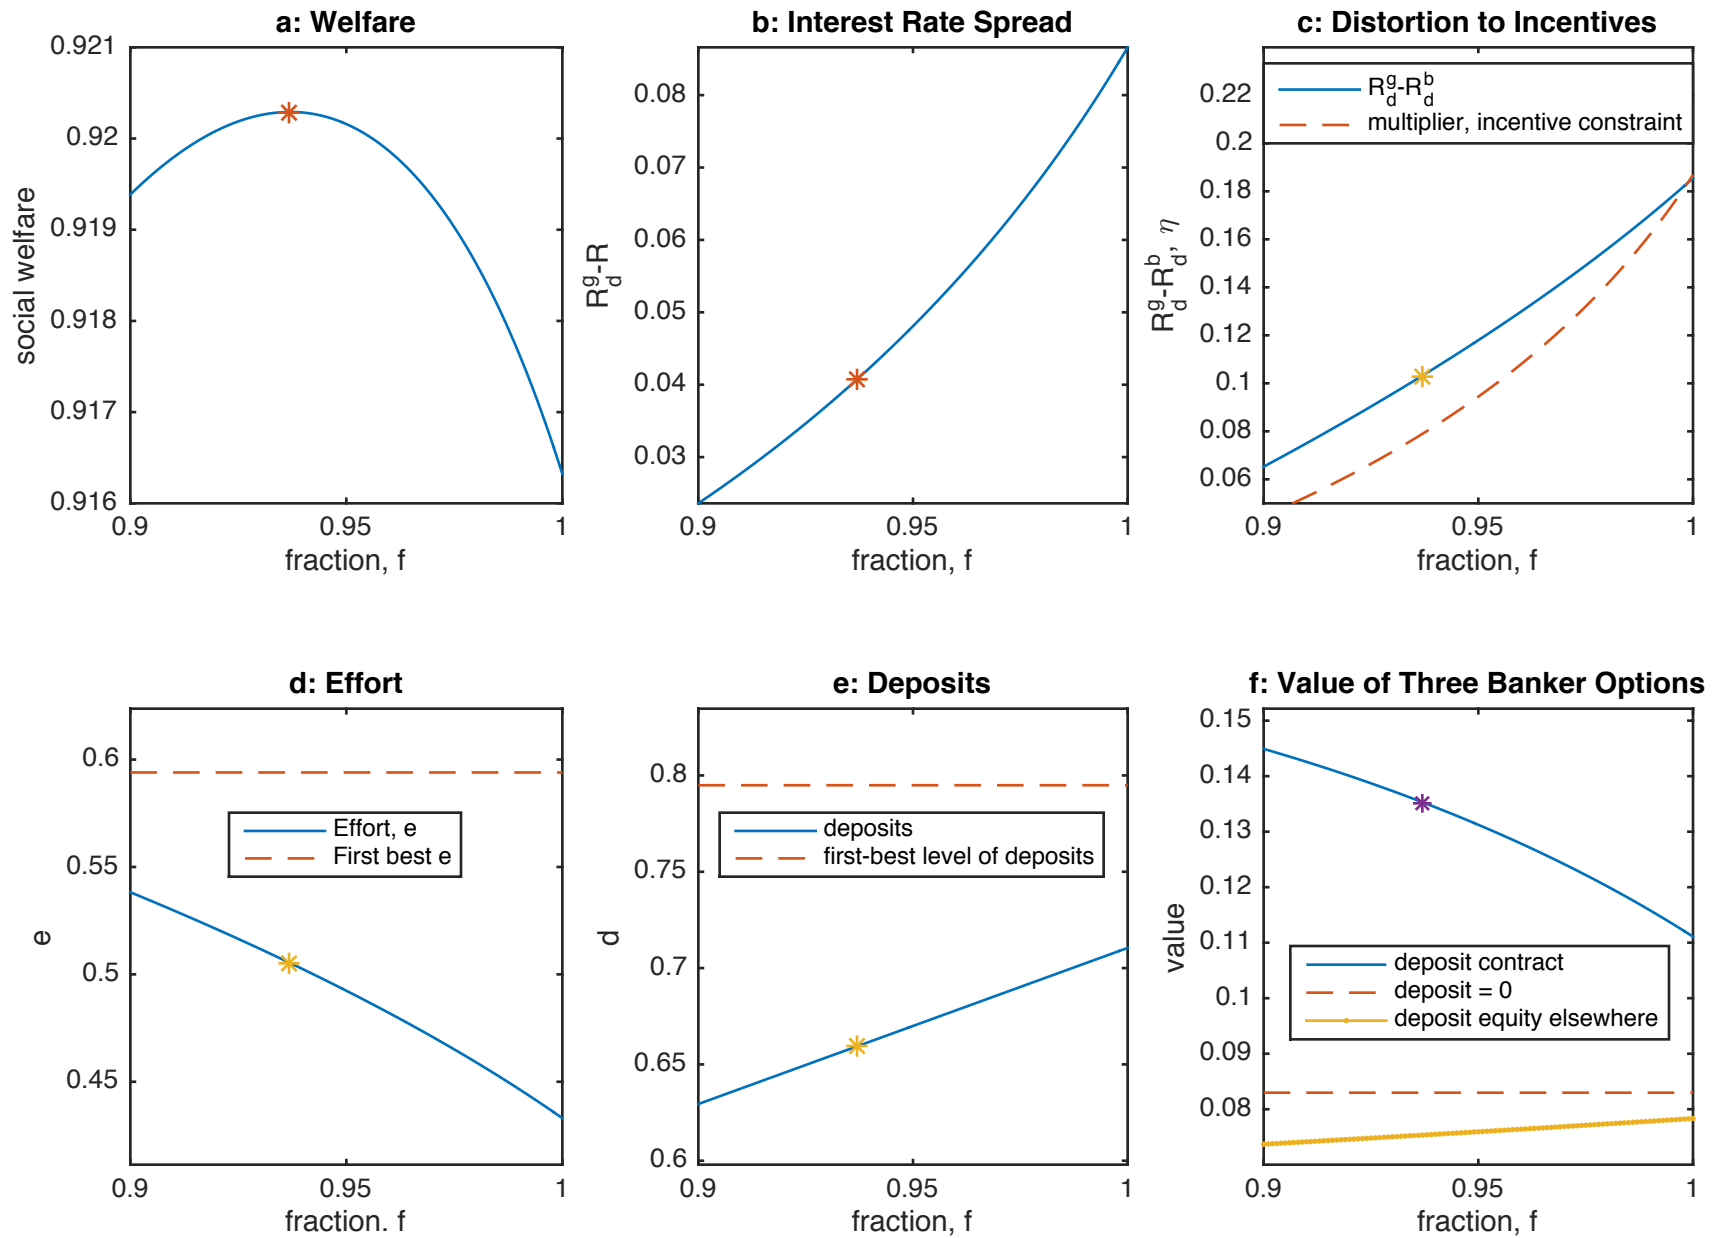 a: Welfare
0.921
0.92
0.919
0.918
0.917
0.916
social welfare
0.9
0.95
1
fraction, f
b: Interest Rate Spread
0.08
0.07
0.06
0.05
0.04
0.03
R_d^g-R
0.9
0.95
1
fraction, f
c: Distortion to Incentives
R_d^g-R_d^b
multiplier, incentive constraint
0.22
0.2
0.18
0.16
0.14
0.12
0.1
0.08
0.06
R_d^g-R_d^b, η
0.9
0.95
1
fraction, f
d: Effort
0.6
0.55
0.5
0.45
e
Effort, e
First best e
0.9
0.95
1
fraction. f
e: Deposits
0.8
0.75
0.7
0.65
0.6
d
deposits
first-best level of deposits
0.9
0.95
1
fraction, f
f: Value of Three Banker Options
0.15
0.14
0.13
0.12
0.11
0.1
0.09
0.08
value
deposit contract
deposit = 0
deposit equity elsewhere
0.9
0.95
1
fraction, f